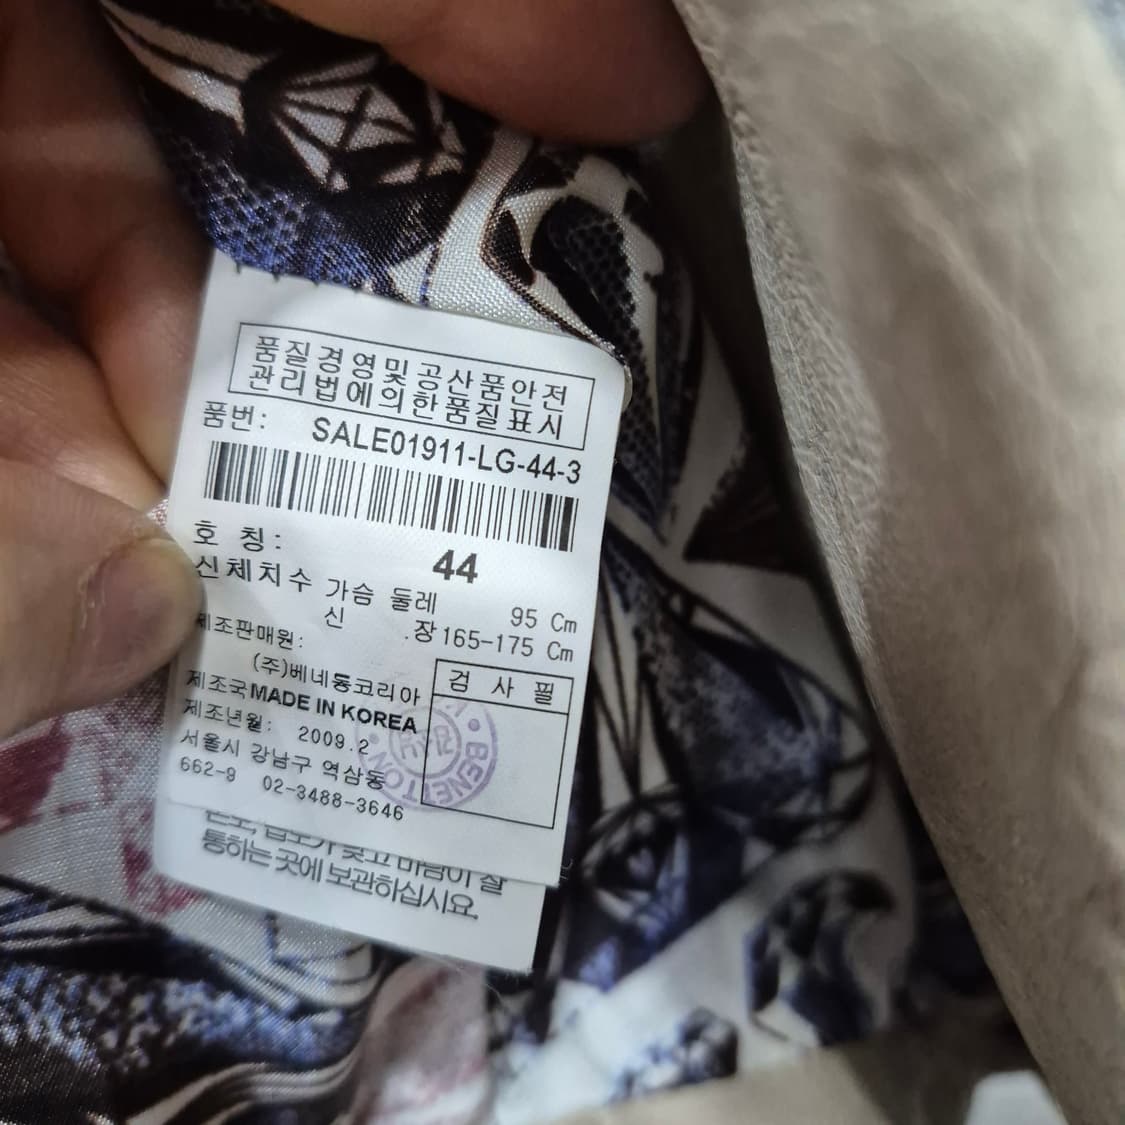 품질경영및공산품안전
관리법에의한품질표시
품번: SALE01911-LG-44-3
호 칭: 44
신체치수 가슴 둘레 95 Cm
신 .장 165-175 Cm
제조판매원:
(주)베네통코리아
검 사 필
제조국MADE IN KOREA
제조년월: 2009.2
서울시 강남구 역삼동
662-9 02-3488-3646
BENETTON
통하는 곳에 보관하십시요.